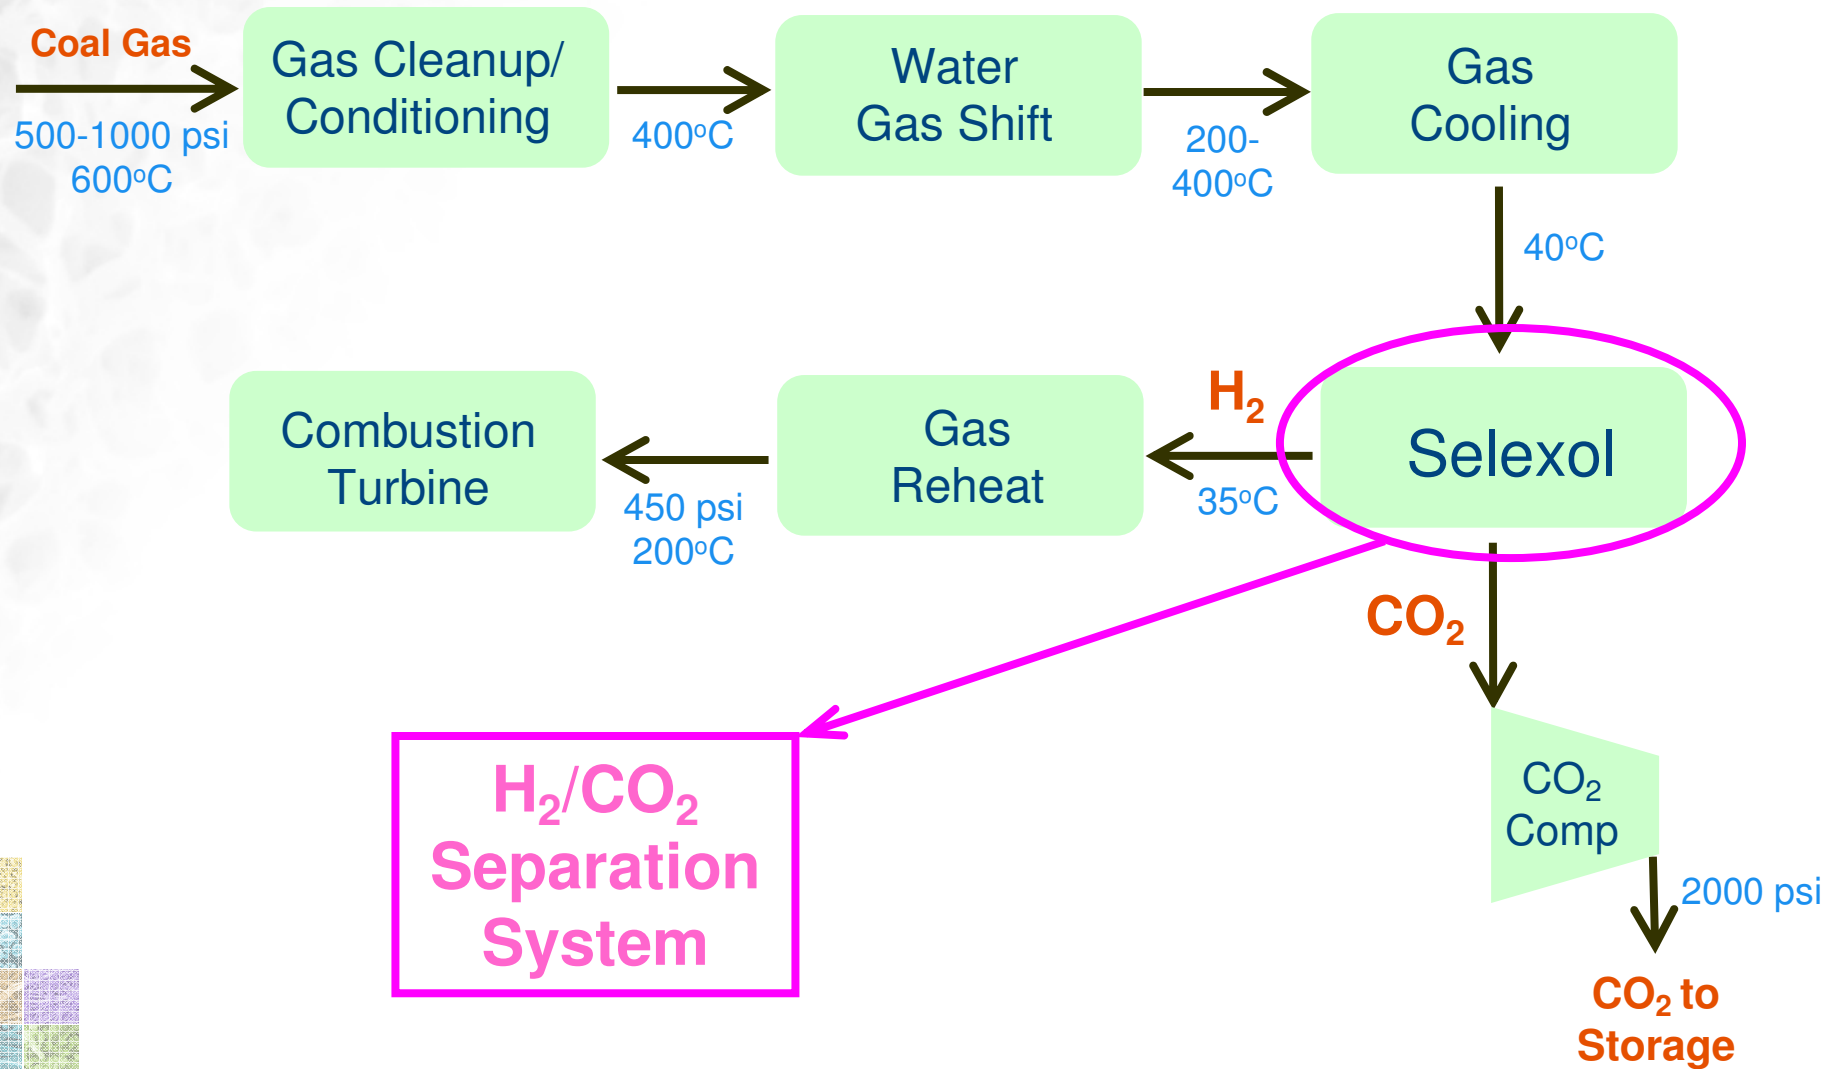 Coal Gas
500-1000 psi
600°C
Gas Cleanup/
Conditioning
400°C
Water
Gas Shift
200-
400°C
Gas
Cooling
40°C
Selexol
H₂
35°C
Gas
Reheat
450 psi
200°C
Combustion
Turbine
CO₂
H₂/CO₂
Separation
System
CO₂
Comp
2000 psi
CO₂ to
Storage